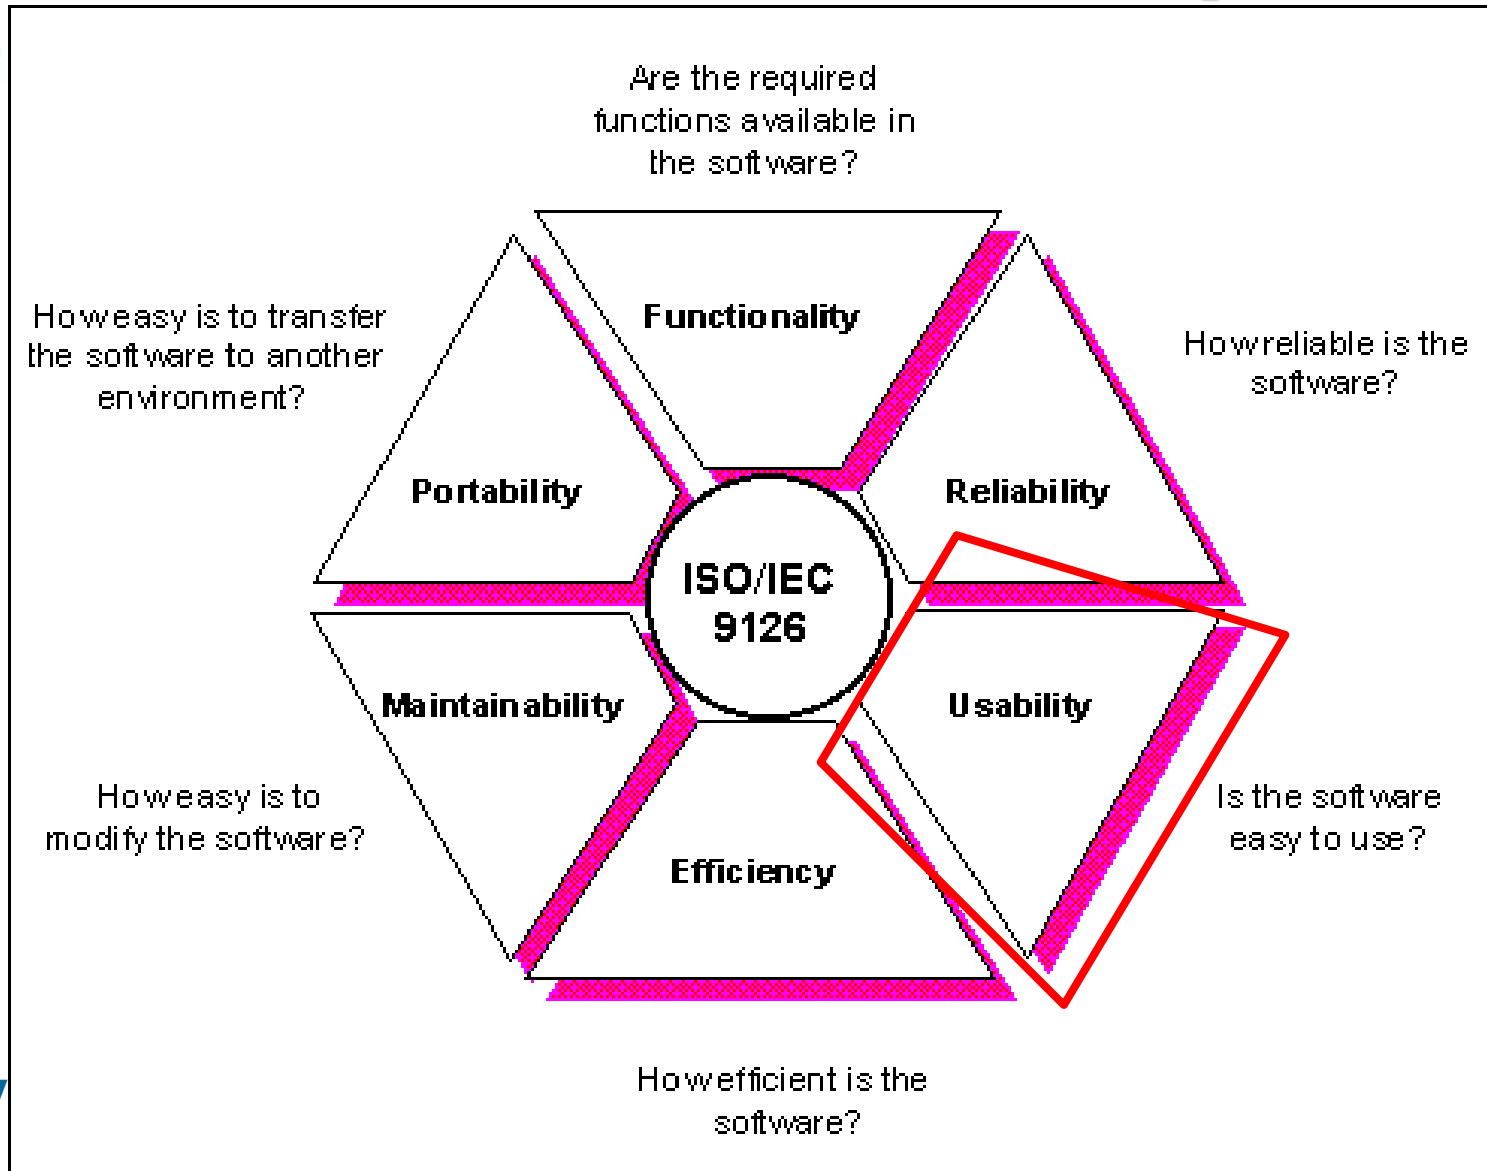 Are the required
functions available in
the software?
Functionality
How easy is to transfer
the software to another
environment?
How reliable is the
software?
Portability
Reliability
ISO/IEC
9126
Maintainability
Usability
How easy is to
modify the software?
Is the software
easy to use?
Efficiency
How efficient is the
software?